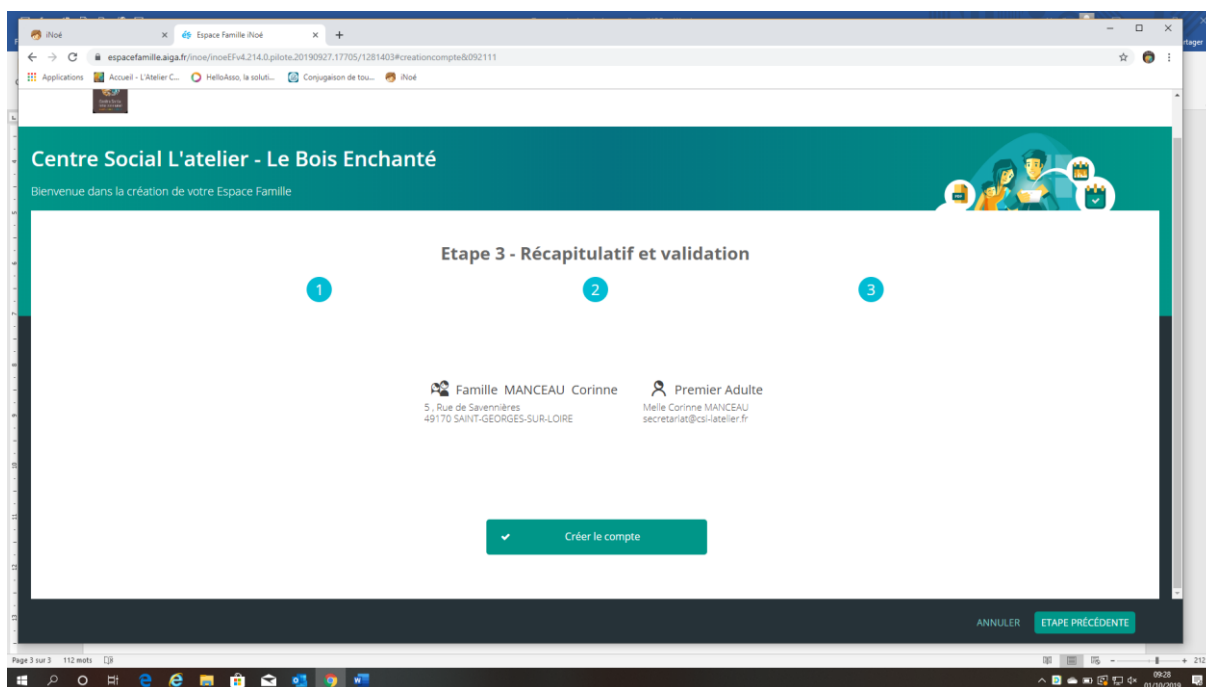 iNoé
Espace Famille iNoé
espacefamille.aiga.fr/inoe/inoeEFv4.214.0.pilote.20190927.17705/1281403#creationcompte&092111
Applications
Accueil - L'Atelier C...
HelloAsso, la soluti...
Conjugaison de tou...
iNoé
rtager
Centre Social L'atelier - Le Bois Enchanté
Bienvenue dans la création de votre Espace Famille
Etape 3 - Récapitulatif et validation
1 2 3
Famille MANCEAU Corinne
5 , Rue de Savennières
49170 SAINT-GEORGES-SUR-LOIRE
Premier Adulte
Melle Corinne MANCEAU
secretariat@csi-latelier.fr
Créer le compte
ANNULER
ETAPE PRÉCÉDENTE
Page 3 sur 3 112 mots
212
09:28
01/10/2019